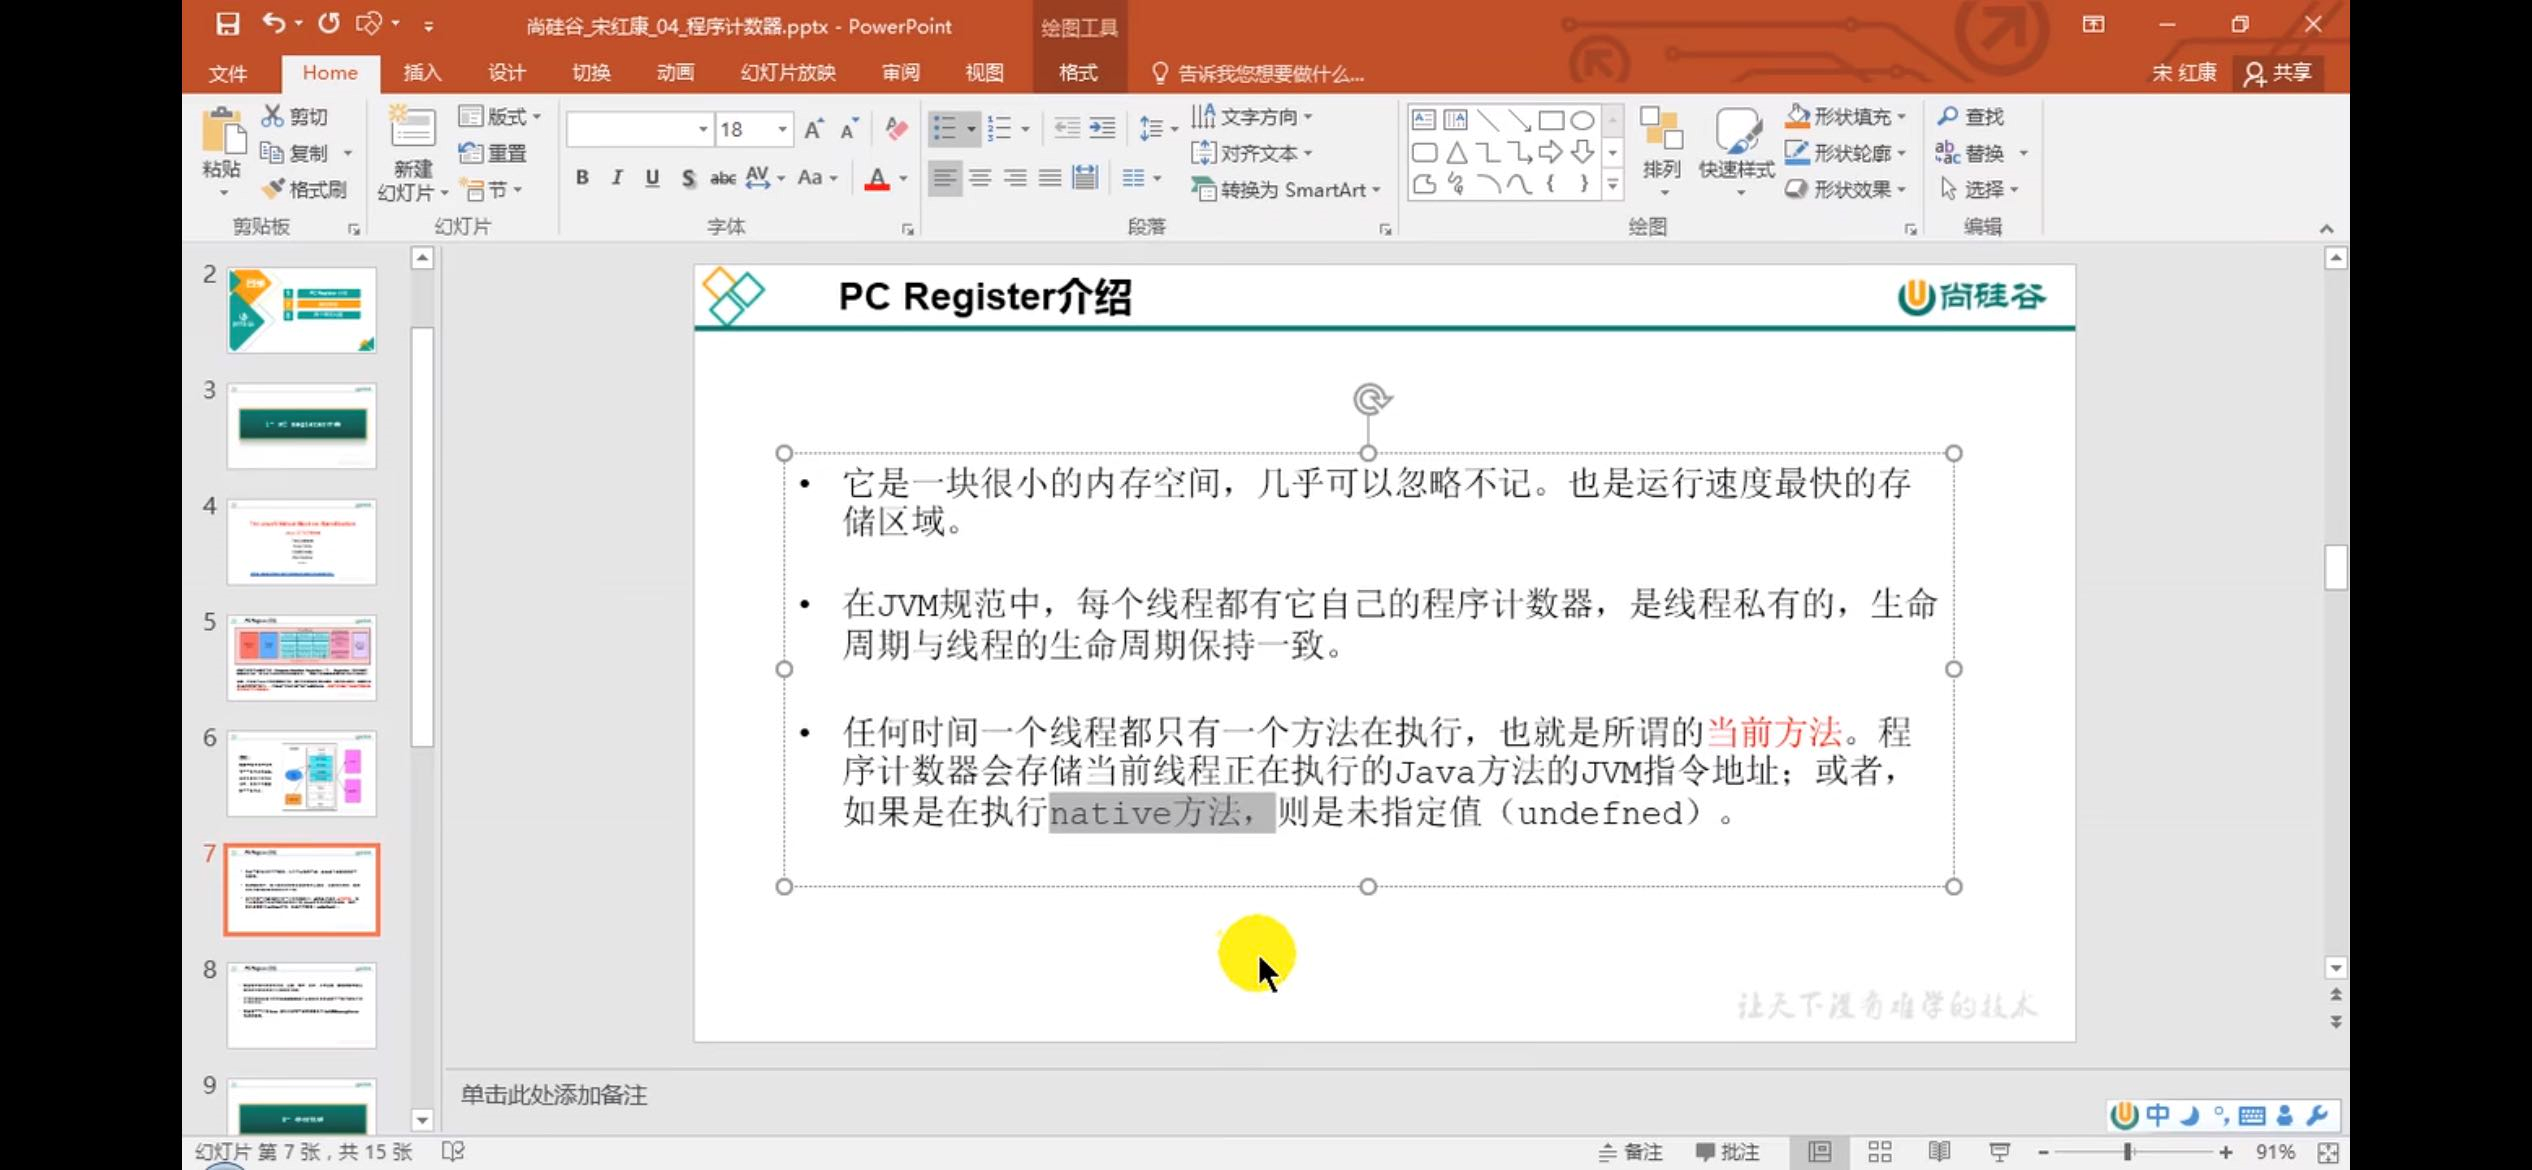 尚硅谷_宋红康_04_程序计数器.pptx - PowerPoint
绘图工具
文件 Home 插入 设计 切换 动画 幻灯片放映 审阅 视图 格式 告诉我您想要做什么... 宋 红康 共享
粘贴 剪切 复制 格式刷 剪贴板
新建 幻灯片 版式 重置 节 幻灯片
18 A A
B I U S abc AV Aa A 字体
文字方向 对齐文本 转换为 SmartArt 段落
排列 快速样式 形状填充 形状轮廓 形状效果 绘图
查找 替换 选择 编辑
2
3
4
5
6
7
8
9
PC Register介绍
尚硅谷
• 它是一块很小的内存空间，几乎可以忽略不记。也是运行速度最快的存
储区域。
• 在JVM规范中，每个线程都有它自己的程序计数器，是线程私有的，生命
周期与线程的生命周期保持一致。
• 任何时间一个线程都只有一个方法在执行，也就是所谓的当前方法。程
序计数器会存储当前线程正在执行的Java方法的JVM指令地址；或者，
如果是在执行native方法，则是未指定值（undefned）。
让天下没有难学的技术
单击此处添加备注
中
幻灯片 第 7 张，共 15 张 备注 批注 91%